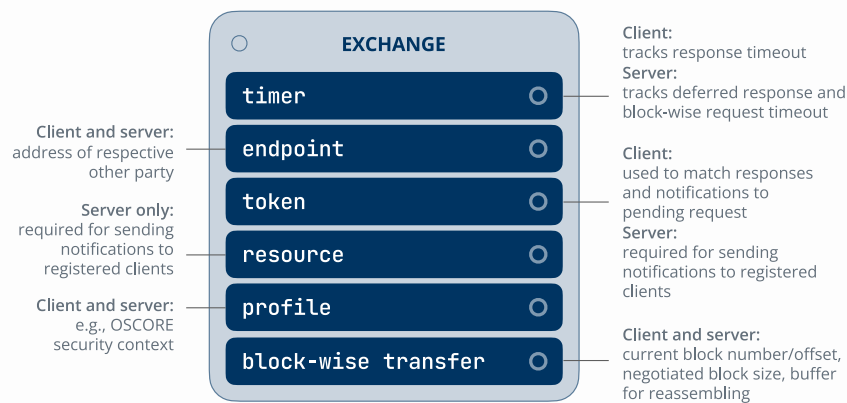 EXCHANGE
timer
endpoint
token
resource
profile
block-wise transfer
Client and server:
address of respective
other party
Server only:
required for sending
notifications to
registered clients
Client and server:
e.g., OSCORE
security context
Client:
tracks response timeout
Server:
tracks deferred response and
block-wise request timeout
Client:
used to match responses
and notifications to
pending request
Server:
required for sending
notifications to registered
clients
Client and server:
current block number/offset,
negotiated block size, buffer
for reassembling